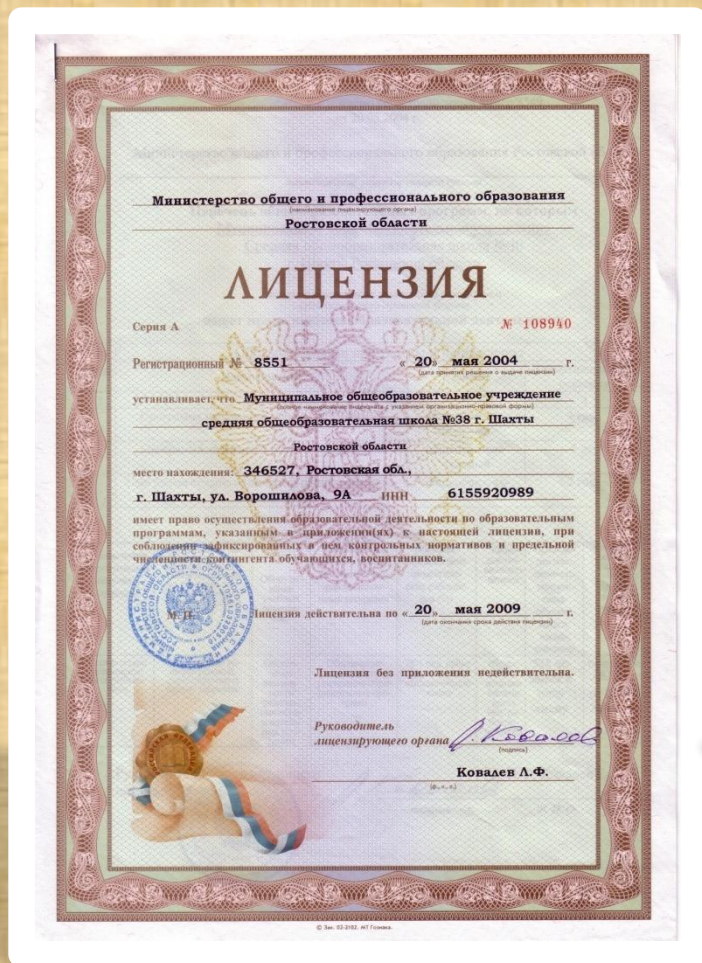 Министерство общего и профессионального образования
(наименование лицензирующего органа)
Ростовской области
ЛИЦЕНЗИЯ
Серия А № 108940
Регистрационный № 8551 « 20» мая 2004 г.
(дата принятия решения о выдаче лицензии)
устанавливает, что Муниципальное общеобразовательное учреждение
средняя общеобразовательная школа №38 г. Шахты
Ростовской области
место нахождения: 346527, Ростовская обл.,
г. Шахты, ул. Ворошилова, 9А ИНН 6155920989
имеет право осуществления образовательной деятельности по образовательным
программам, указанным в приложении(ях) к настоящей лицензии, при
соблюдении зафиксированных в нем контрольных нормативов и предельной
численности контингента обучающихся, воспитанников.
М. П. Лицензия действительна по « 20» мая 2009 г.
(дата окончания срока действия лицензии)
Лицензия без приложения недействительна.
Руководитель
лицензирующего органа
(подпись)
Ковалев Л.Ф.
(ф., и., о.)